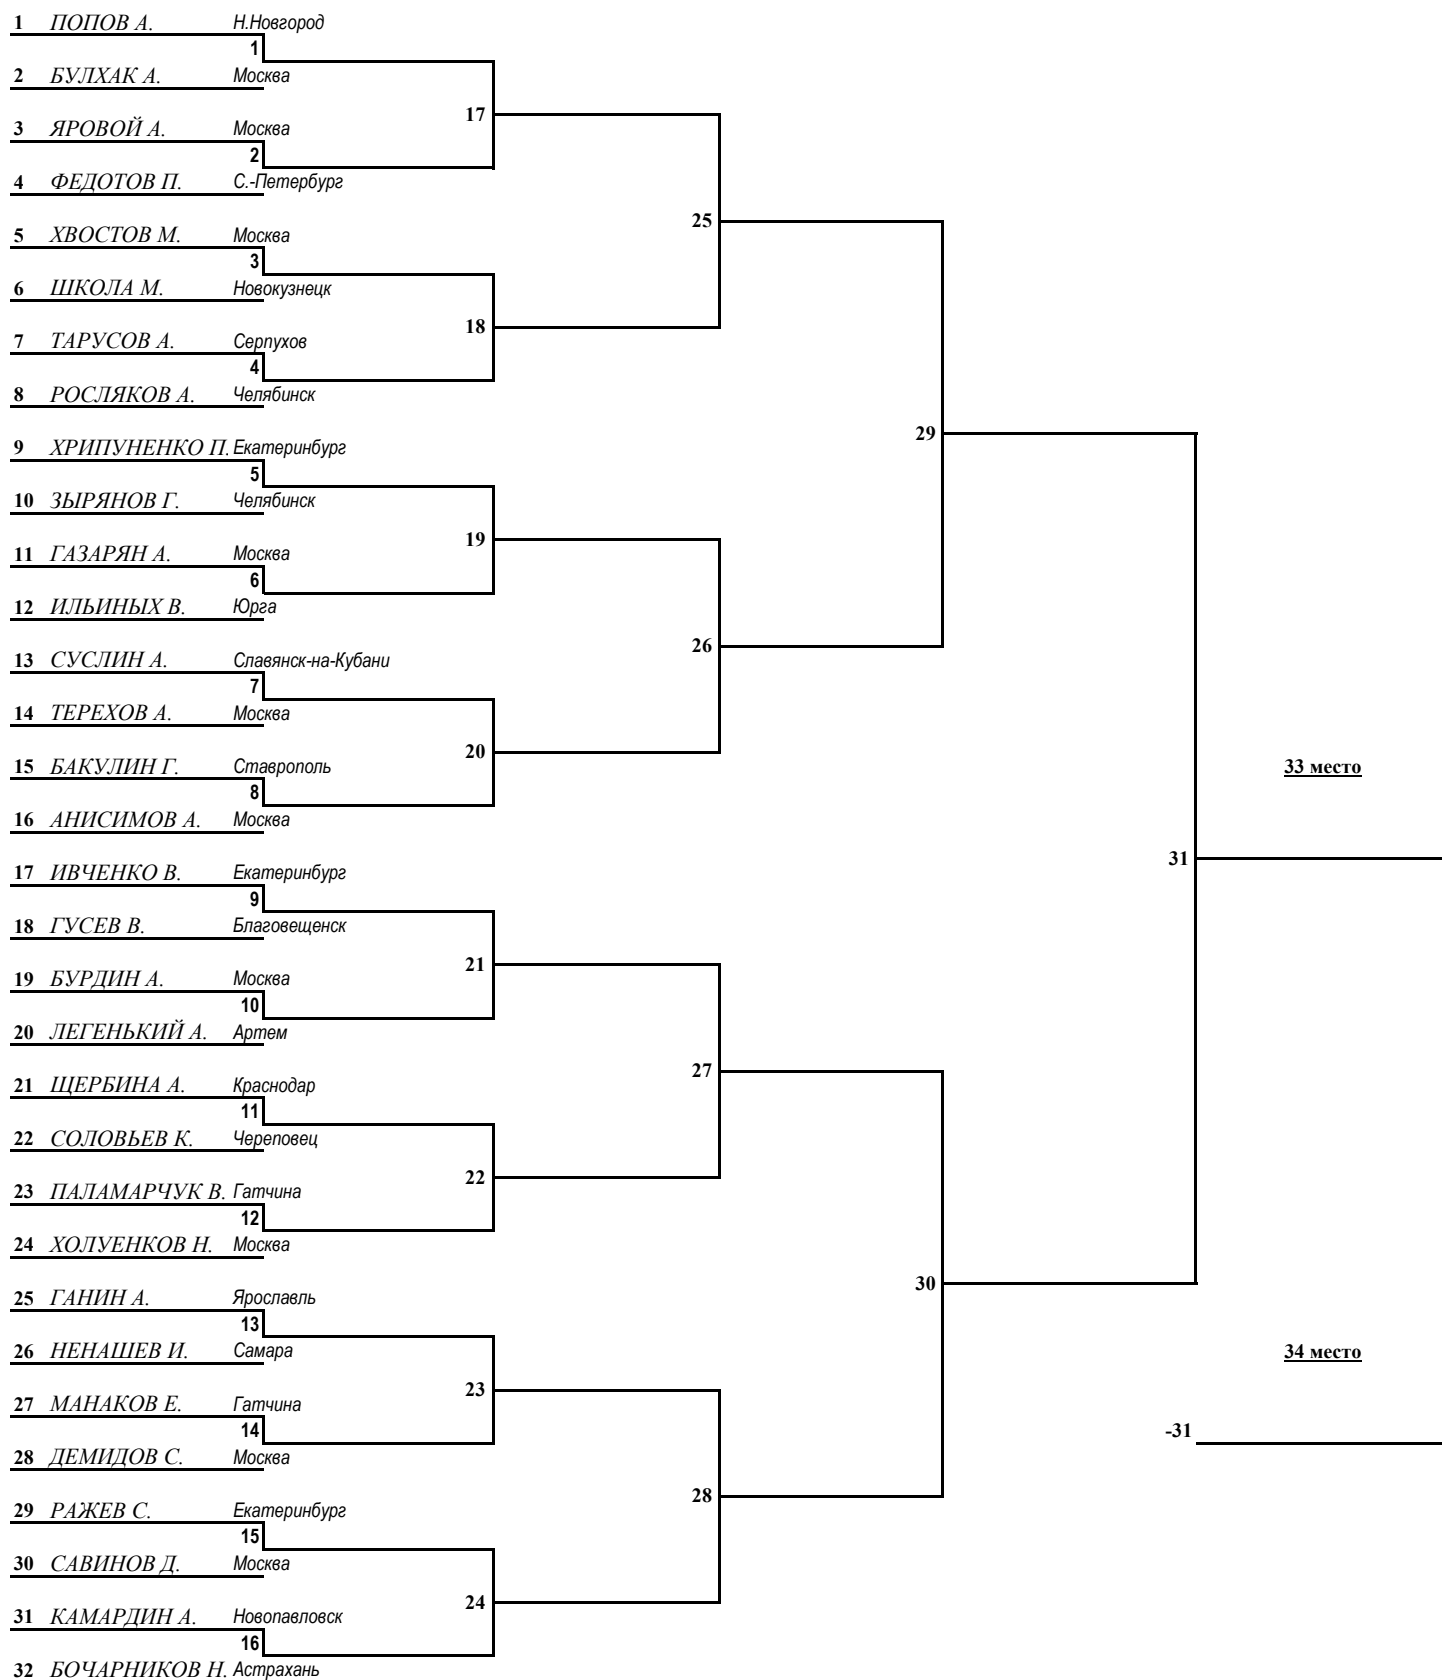 1 ПОПОВ А. Н.Новгород
1
2 БУЛХАК А. Москва
17
3 ЯРОВОЙ А. Москва
2
4 ФЕДОТОВ П. С.-Петербург
25
5 ХВОСТОВ М. Москва
3
6 ШКОЛА М. Новокузнецк
18
7 ТАРУСОВ А. Серпухов
4
8 РОСЛЯКОВ А. Челябинск
29
9 ХРИПУНЕНКО П. Екатеринбург
5
10 ЗЫРЯНОВ Г. Челябинск
19
11 ГАЗАРЯН А. Москва
6
12 ИЛЬИНЫХ В. Юрга
26
13 СУСЛИН А. Славянск-на-Кубани
7
14 ТЕРЕХОВ А. Москва
20
15 БАКУЛИН Г. Ставрополь
33 место
8
16 АНИСИМОВ А. Москва
31
17 ИВЧЕНКО В. Екатеринбург
9
18 ГУСЕВ В. Благовещенск
21
19 БУРДИН А. Москва
10
20 ЛЕГЕНЬКИЙ А. Артем
27
21 ЩЕРБИНА А. Краснодар
11
22 СОЛОВЬЕВ К. Череповец
22
23 ПАЛАМАРЧУК В. Гатчина
12
24 ХОЛУЕНКОВ Н. Москва
30
25 ГАНИН А. Ярославль
13
26 НЕНАШЕВ И. Самара
34 место
23
27 МАНАКОВ Е. Гатчина
14
-31
28 ДЕМИДОВ С. Москва
28
29 РАЖЕВ С. Екатеринбург
15
30 САВИНОВ Д. Москва
24
31 КАМАРДИН А. Новопавловск
16
32 БОЧАРНИКОВ Н. Астрахань